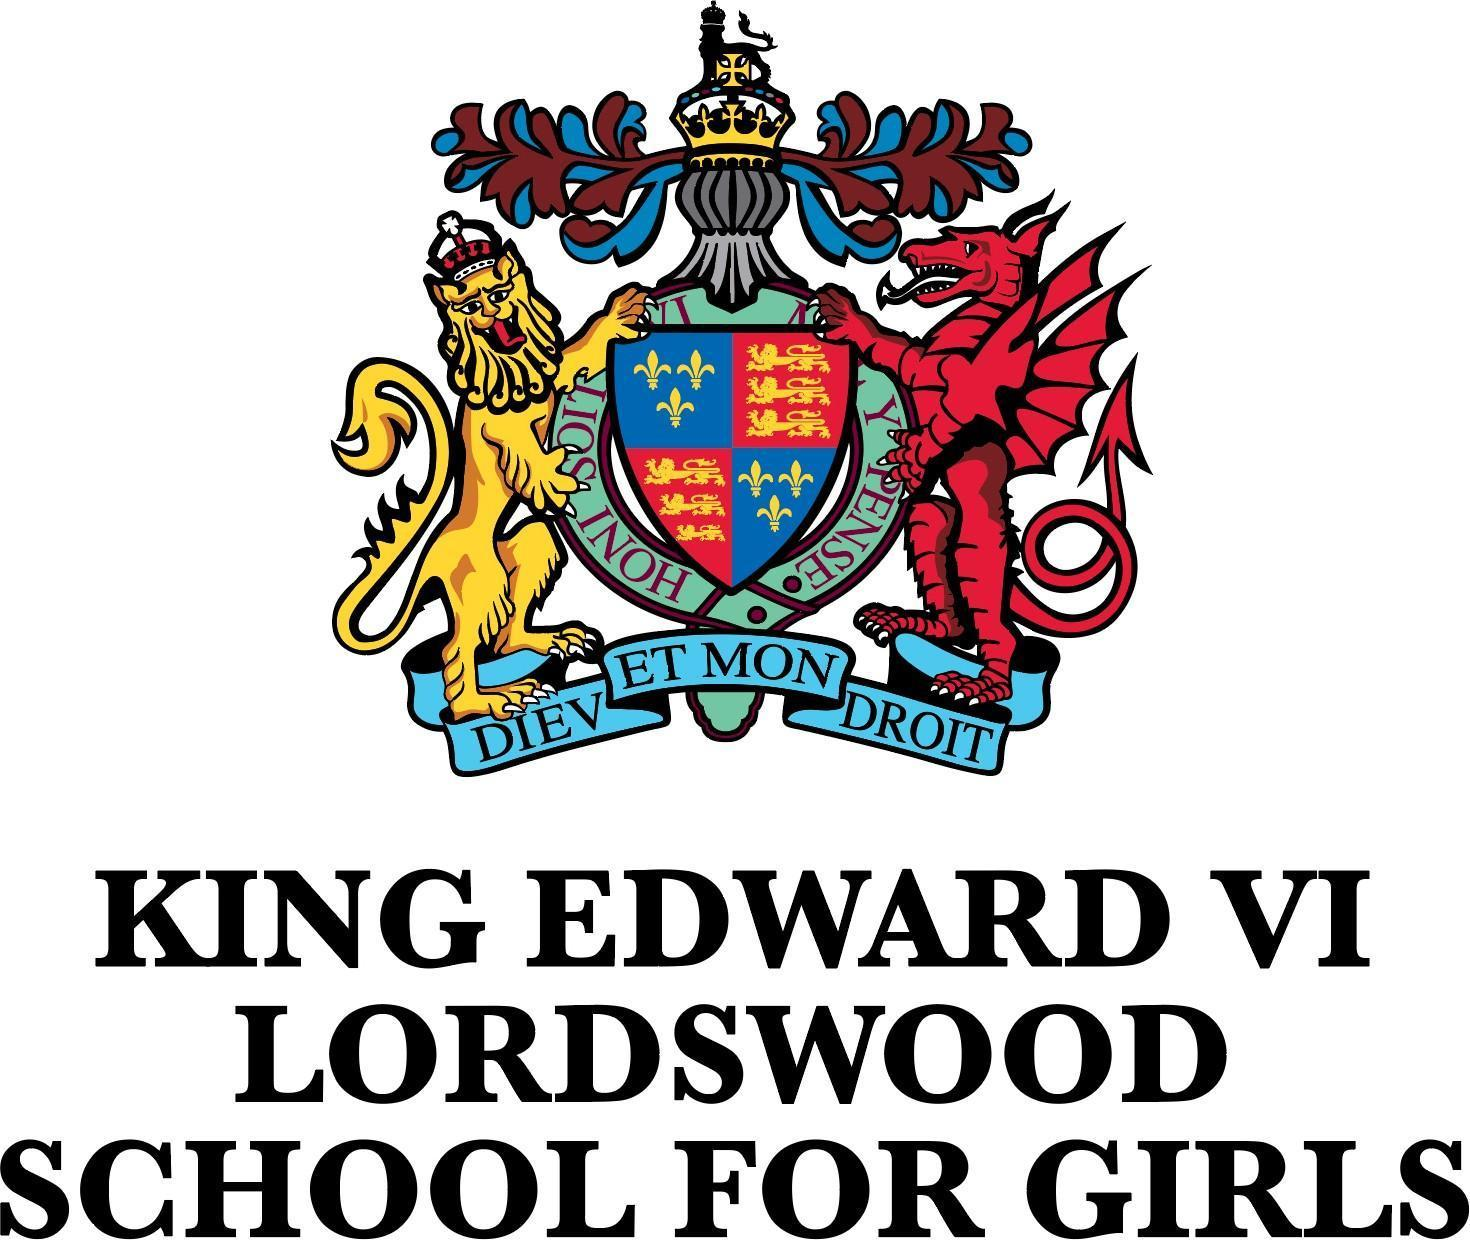 HONI SOIT
Y PENSE
DIEV ET MON DROIT
KING EDWARD VI
LORDSWOOD
SCHOOL FOR GIRLS